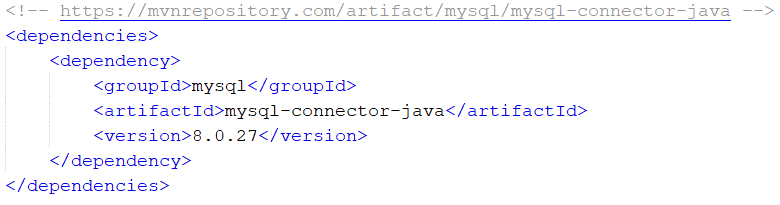 <!-- https://mvnrepository.com/artifact/mysql/mysql-connector-java -->
<dependencies>
    <dependency>
        <groupId>mysql</groupId>
        <artifactId>mysql-connector-java</artifactId>
        <version>8.0.27</version>
    </dependency>
</dependencies>